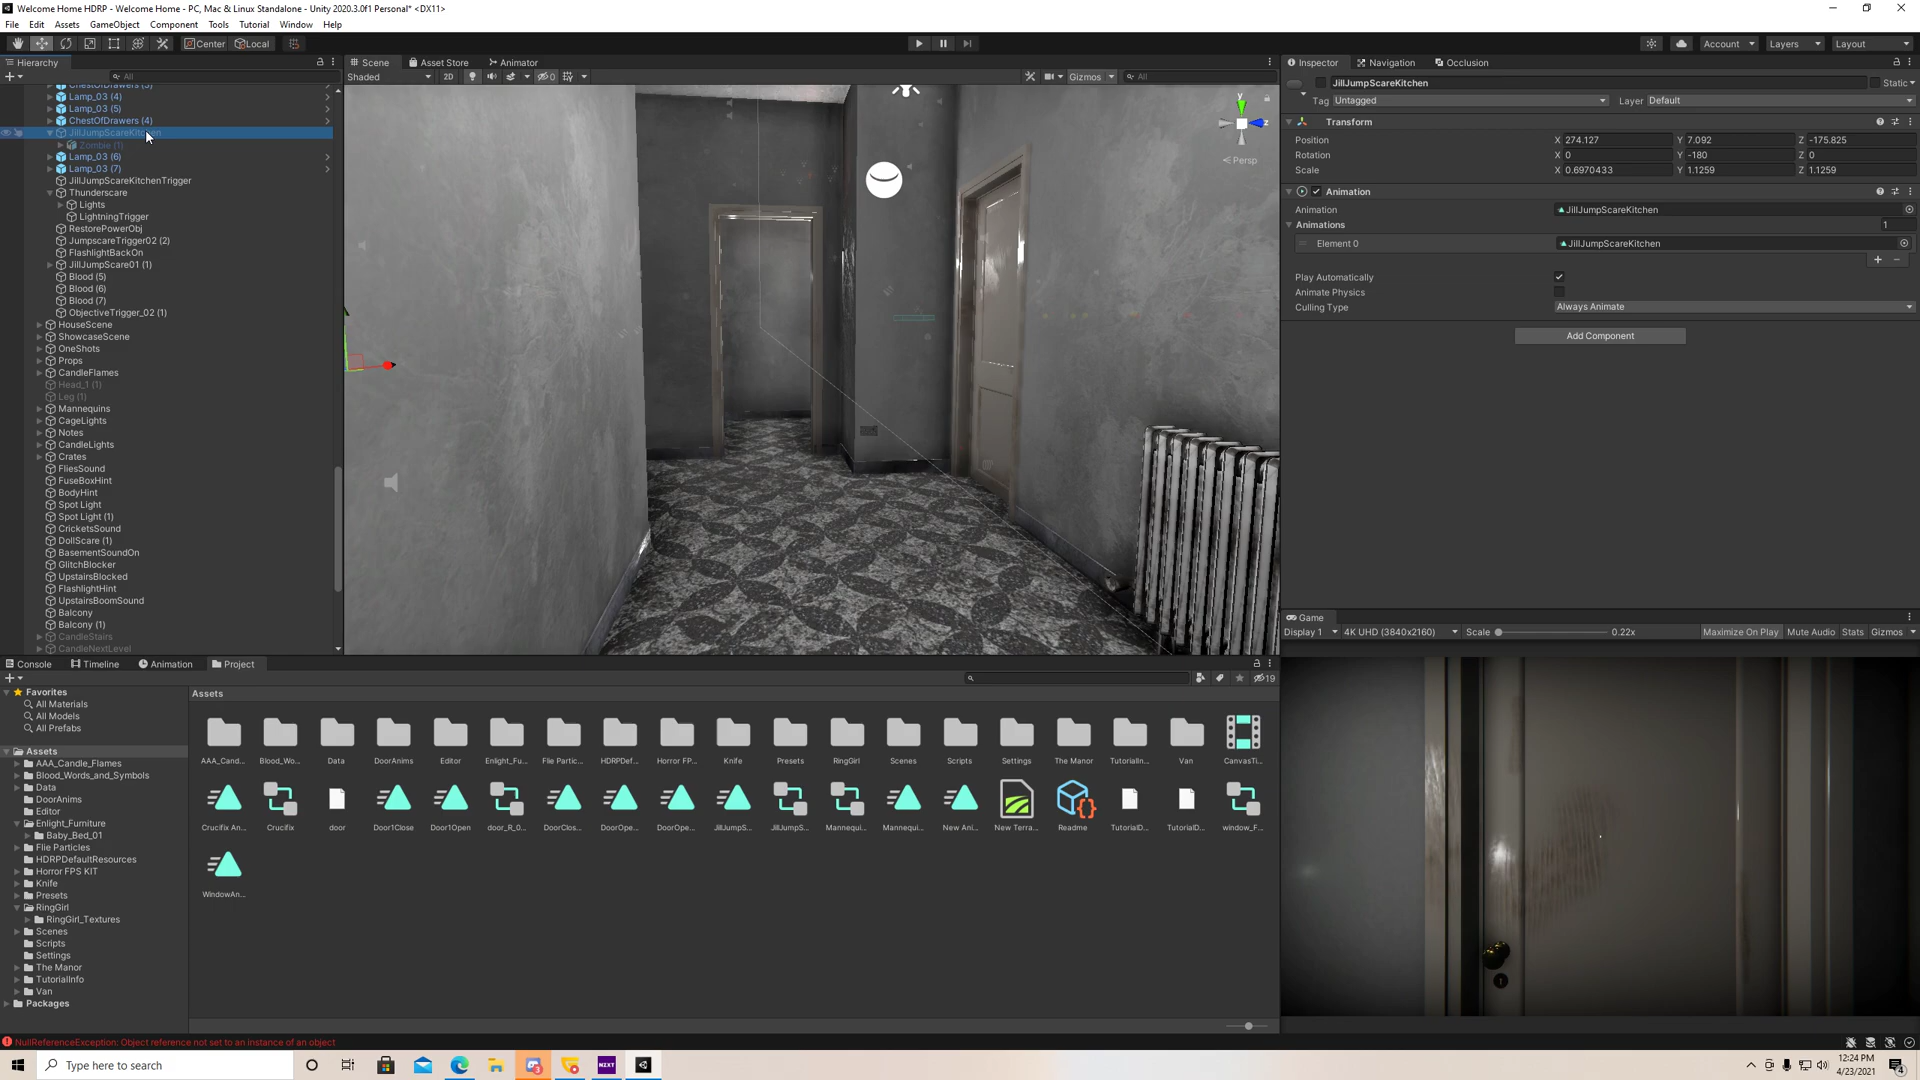 Welcome Home HDRP - Welcome Home - PC, Mac & Linux Standalone - Unity 2020.3.0f1 Personal* <DX11>
File Edit Assets GameObject Component Tools Tutorial Window Help
Center Local Account Layers Layout
Hierarchy
All
ChestOfDrawers (3)
Lamp_03 (4)
Lamp_03 (5)
ChestOfDrawers (4)
JillJumpScareKitchen
Zombie (1)
Lamp_03 (6)
Lamp_03 (7)
JillJumpScareKitchenTrigger
Thunderscare
Lights
LightningTrigger
RestorePowerObj
JumpscareTrigger02 (2)
FlashlightBackOn
JillJumpScare01 (1)
Blood (5)
Blood (6)
Blood (7)
ObjectiveTrigger_02 (1)
HouseScene
ShowcaseScene
OneShots
Props
CandleFlames
Head_1 (1)
Leg (1)
Mannequins
CageLights
Notes
CandleLights
Crates
FliesSound
FuseBoxHint
BodyHint
Spot Light
Spot Light (1)
CricketsSound
DollScare (1)
BasementSoundOn
GlitchBlocker
UpstairsBlocked
FlashlightHint
UpstairsBoomSound
Balcony
Balcony (1)
CandleStairs
CandleNextLevel
Scene Asset Store Animator
Shaded 2D 0 Gizmos All
y
z
Persp
Inspector Navigation Occlusion
JillJumpScareKitchen Static
Tag Untagged Layer Default
Transform
Position X 274.127 Y 7.092 Z -175.825
Rotation X 0 Y -180 Z 0
Scale X 0.6970433 Y 1.1259 Z 1.1259
Animation
Animation JillJumpScareKitchen
Animations 1
Element 0 JillJumpScareKitchen
Play Automatically
Animate Physics
Culling Type Always Animate
Add Component
Game
Display 1 4K UHD (3840x2160) Scale 0.22x Maximize On Play Mute Audio Stats Gizmos
Console Timeline Animation Project
19
Favorites
All Materials
All Models
All Prefabs
Assets
AAA_Candle_Flames
Blood_Words_and_Symbols
Data
DoorAnims
Editor
Enlight_Furniture
Baby_Bed_01
Flie Particles
HDRPDefaultResources
Horror FPS KIT
Knife
Presets
RingGirl
RingGirl_Textures
Scenes
Scripts
Settings
The Manor
TutorialInfo
Van
Packages
Assets
AAA_Cand... Blood_Wo... Data DoorAnims Editor Enlight_Fu... Flie Partic... HDRPDef... Horror FP... Knife Presets RingGirl Scenes Scripts Settings The Manor TutorialIn... Van CanvasTi...
Crucifix An... Crucifix door Door1Close Door1Open door_R_0... DoorClos... DoorOpe... DoorOpe... JillJumpS... JillJumpS... Mannequi... Mannequi... New Ani... New Terra... Readme TutorialD... TutorialD... window_F...
WindowAn...
NullReferenceException: Object reference not set to an instance of an object
Type here to search
NZXT
12:24 PM
4/23/2021
4